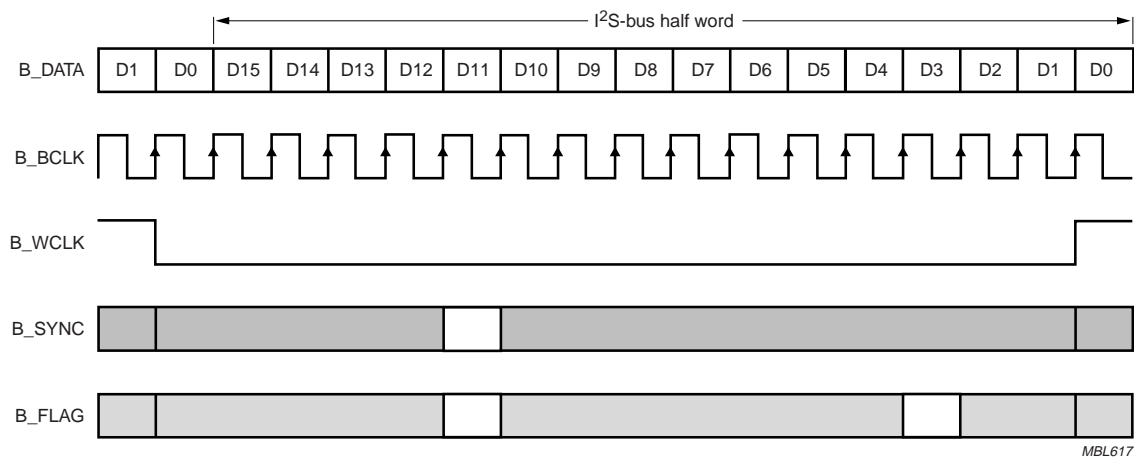 I2S-bus half word
B_DATA D1 D0 D15 D14 D13 D12 D11 D10 D9 D8 D7 D6 D5 D4 D3 D2 D1 D0
B_BCLK
B_WCLK
B_SYNC
B_FLAG
MBL617